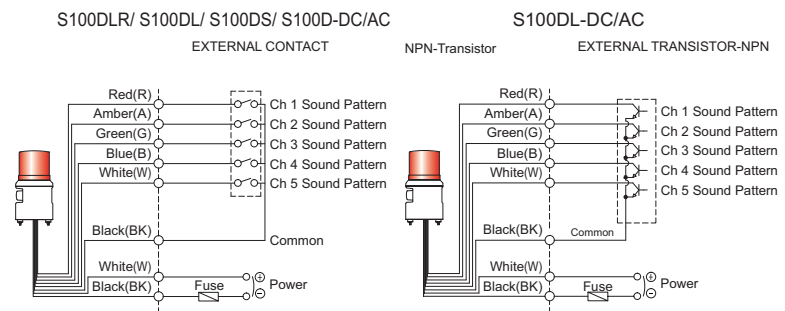 S100DLR/ S100DL/ S100DS/ S100D-DC/AC
EXTERNAL CONTACT
Red(R)
Amber(A)
Green(G)
Blue(B)
White(W)
Ch 1 Sound Pattern
Ch 2 Sound Pattern
Ch 3 Sound Pattern
Ch 4 Sound Pattern
Ch 5 Sound Pattern
Black(BK)
Common
White(W)
Black(BK)
Fuse
+
−
Power
S100DL-DC/AC
NPN-Transistor
EXTERNAL TRANSISTOR-NPN
Red(R)
Amber(A)
Green(G)
Blue(B)
White(W)
Ch 1 Sound Pattern
Ch 2 Sound Pattern
Ch 3 Sound Pattern
Ch 4 Sound Pattern
Ch 5 Sound Pattern
Black(BK)
Common
White(W)
Black(BK)
Fuse
+
−
Power